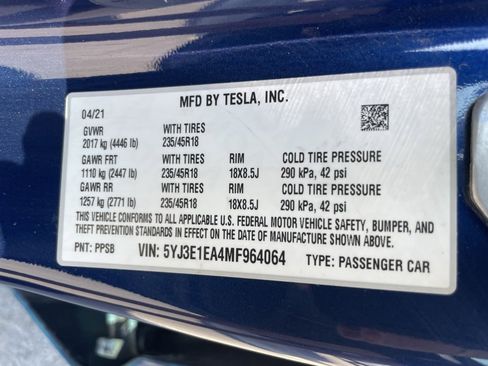 MFD BY TESLA, INC.
04/21
GVWR WITH TIRES
2017 kg (4446 lb) 235/45R18
GAWR FRT WITH TIRES RIM COLD TIRE PRESSURE
1110 kg (2447 lb) 235/45R18 18X8.5J 290 kPa, 42 psi
GAWR RR WITH TIRES RIM COLD TIRE PRESSURE
1257 kg (2771 lb) 235/45R18 18X8.5J 290 kPa, 42 psi
THIS VEHICLE CONFORMS TO ALL APPLICABLE U.S. FEDERAL MOTOR VEHICLE SAFETY, BUMPER, AND
THEFT PREVENTION STANDARDS IN EFFECT ON THE DATE OF MANUFACTURE SHOWN ABOVE.
PNT: PPSB VIN: 5YJ3E1EA4MF964064 TYPE: PASSENGER CAR